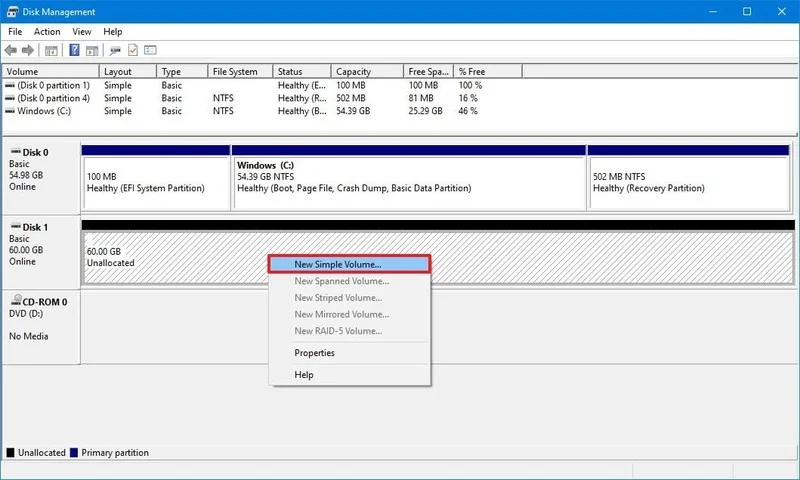 Disk Management
File Action View Help
Volume Layout Type File System Status Capacity Free Spa... % Free
(Disk 0 partition 1) Simple Basic Healthy (E... 100 MB 100 MB 100 %
(Disk 0 partition 4) Simple Basic NTFS Healthy (R... 502 MB 81 MB 16 %
Windows (C:) Simple Basic NTFS Healthy (B... 54.39 GB 25.29 GB 46 %
Disk 0
Basic
54.98 GB
Online
100 MB
Healthy (EFI System Partition)
Windows (C:)
54.39 GB NTFS
Healthy (Boot, Page File, Crash Dump, Basic Data Partition)
502 MB NTFS
Healthy (Recovery Partition)
Disk 1
Basic
60.00 GB
Online
60.00 GB
Unallocated
New Simple Volume...
New Spanned Volume...
New Striped Volume...
New Mirrored Volume...
New RAID-5 Volume...
Properties
Help
CD-ROM 0
DVD (D:)
No Media
Unallocated Primary partition